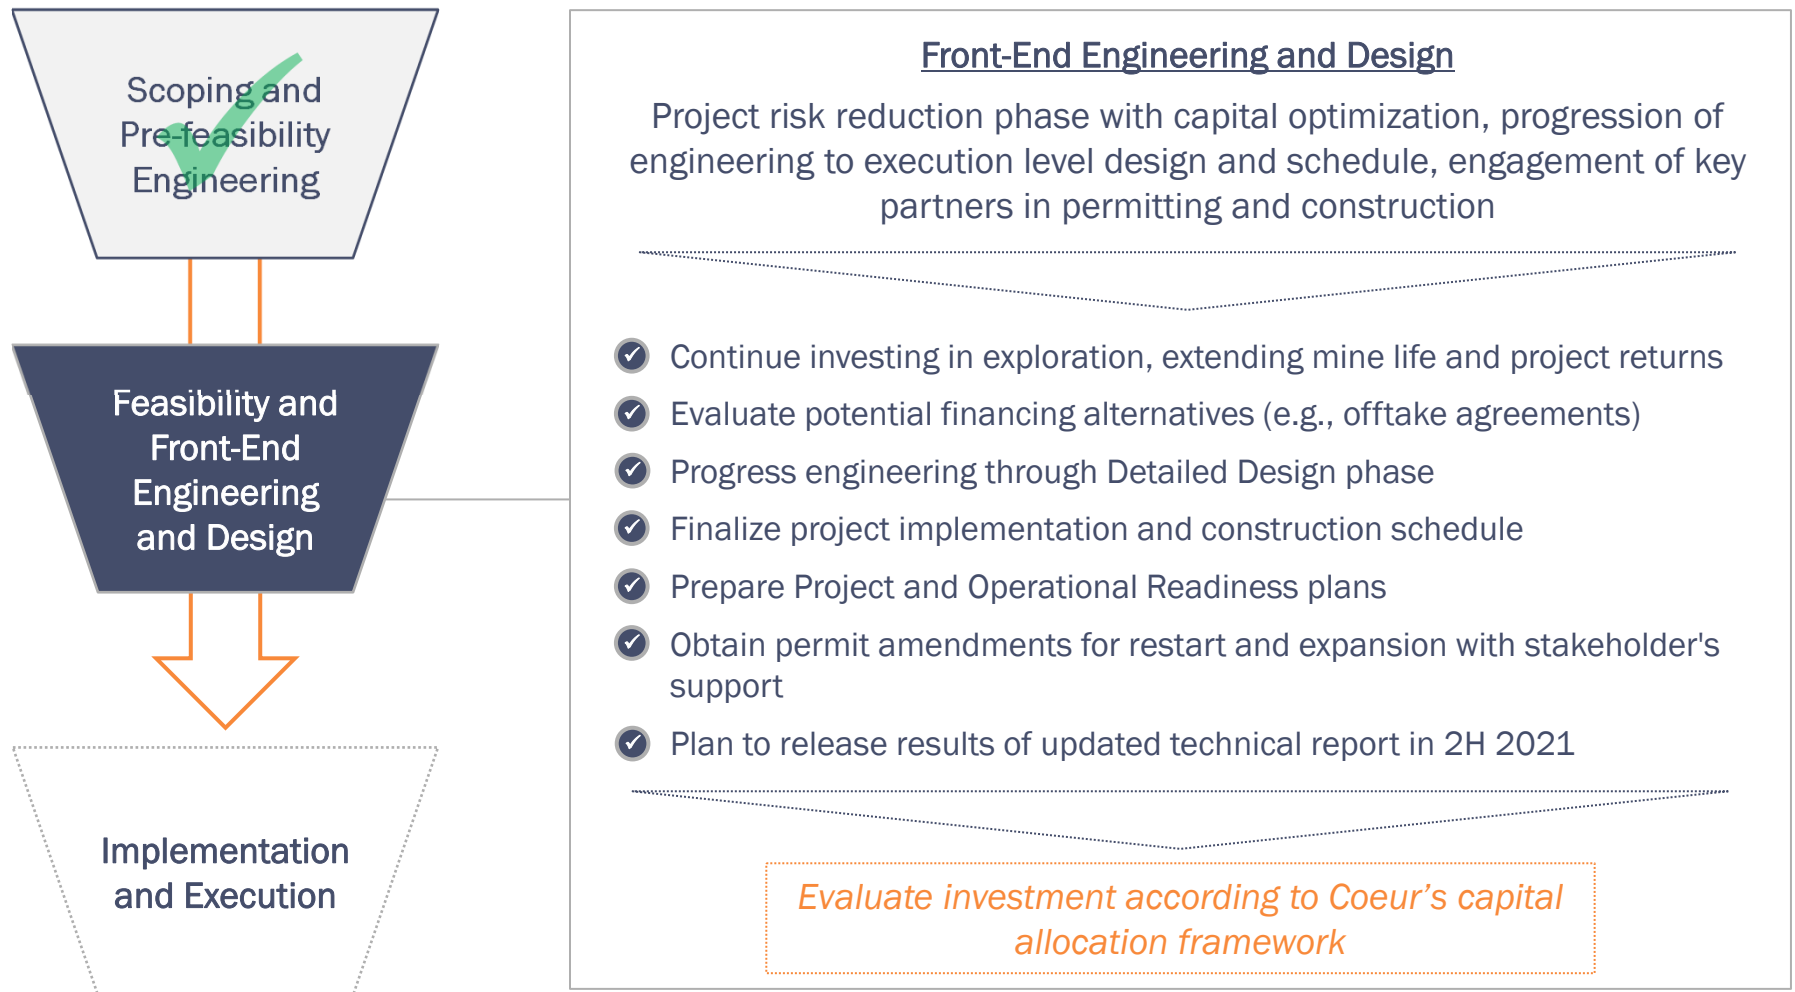 Scoping and
Pre-feasibility
Engineering
Feasibility and
Front-End
Engineering
and Design
Implementation
and Execution
Front-End Engineering and Design
Project risk reduction phase with capital optimization, progression of
engineering to execution level design and schedule, engagement of key
partners in permitting and construction
Continue investing in exploration, extending mine life and project returns
Evaluate potential financing alternatives (e.g., offtake agreements)
Progress engineering through Detailed Design phase
Finalize project implementation and construction schedule
Prepare Project and Operational Readiness plans
Obtain permit amendments for restart and expansion with stakeholder's
support
Plan to release results of updated technical report in 2H 2021
Evaluate investment according to Coeur’s capital
allocation framework